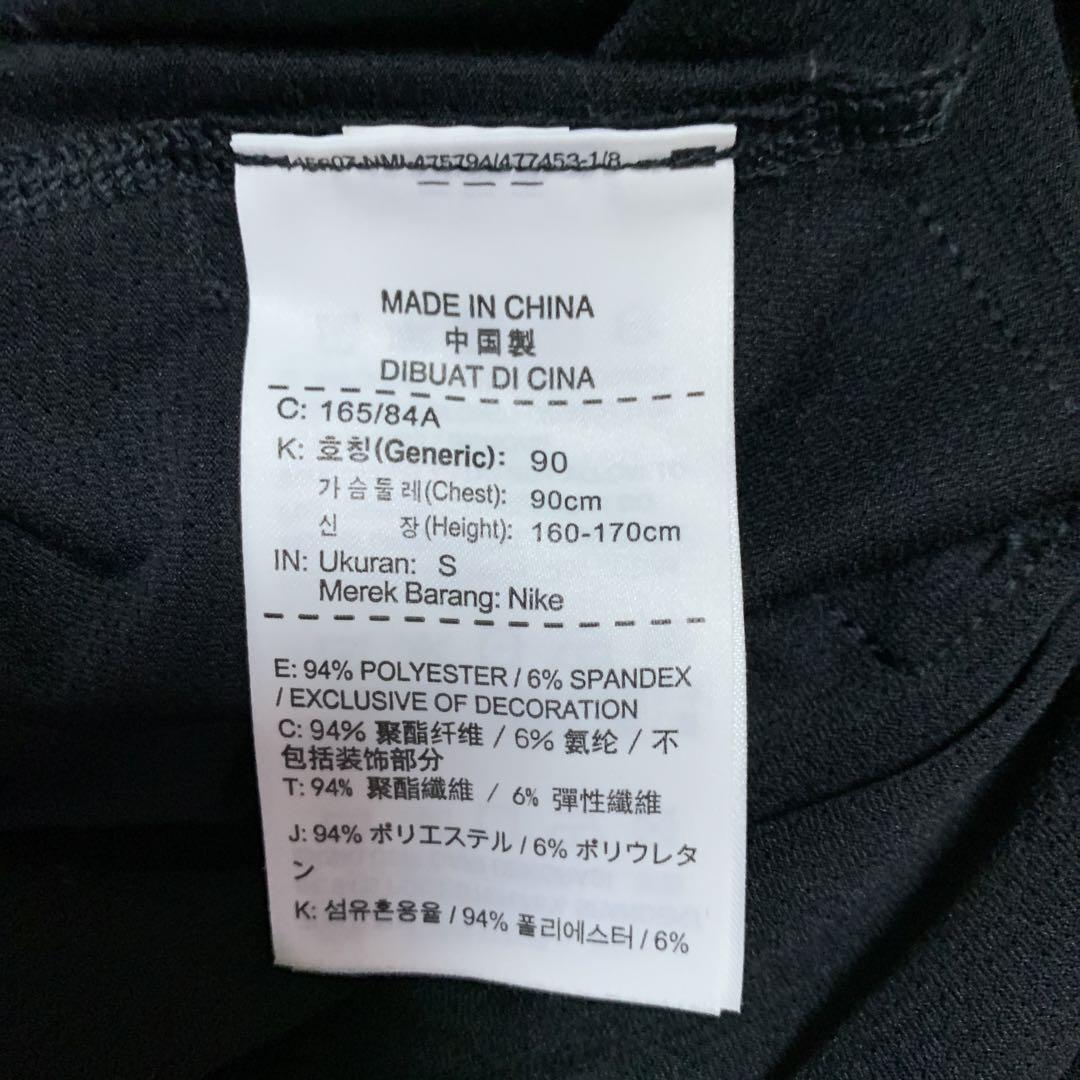 475794/477453-1/8
MADE IN CHINA
中国製
DIBUAT DI CINA
C: 165/84A
K: 호칭(Generic): 90
가슴둘레(Chest): 90cm
신 장(Height): 160-170cm
IN: Ukuran: S
Merek Barang: Nike
E: 94% POLYESTER / 6% SPANDEX
/ EXCLUSIVE OF DECORATION
C: 94% 聚酯纤维 / 6% 氨纶 / 不
包括装饰部分
T: 94% 聚酯纖維 / 6% 彈性纖維
J: 94% ポリエステル / 6% ポリウレタ
ン
K: 섬유혼용율 / 94% 폴리에스터 / 6%